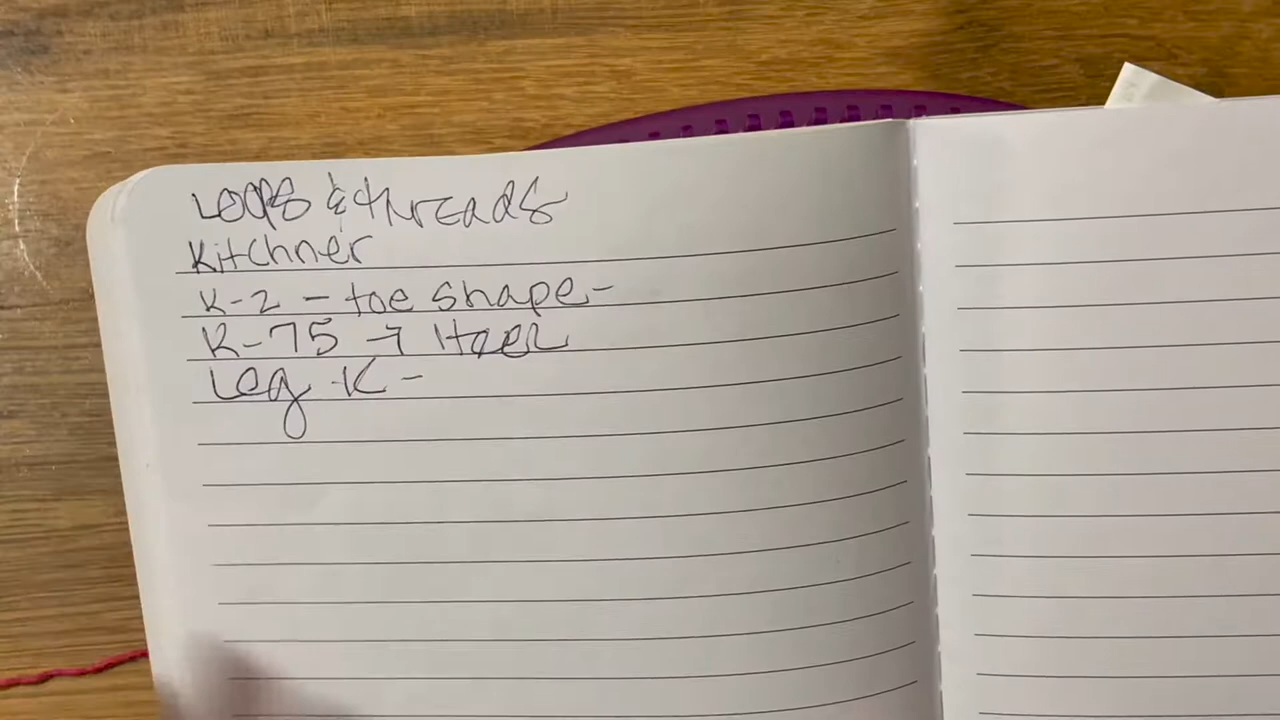 Loops & threads
Kitchner
K-2 - toe shape-
K-75 → Heel
Leg K -